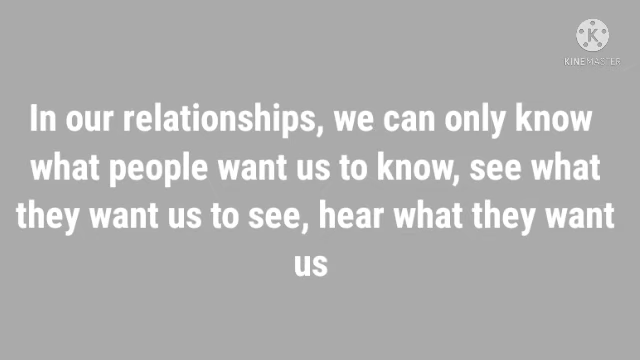 KINEMASTER
In our relationships, we can only know
what people want us to know, see what
they want us to see, hear what they want
us